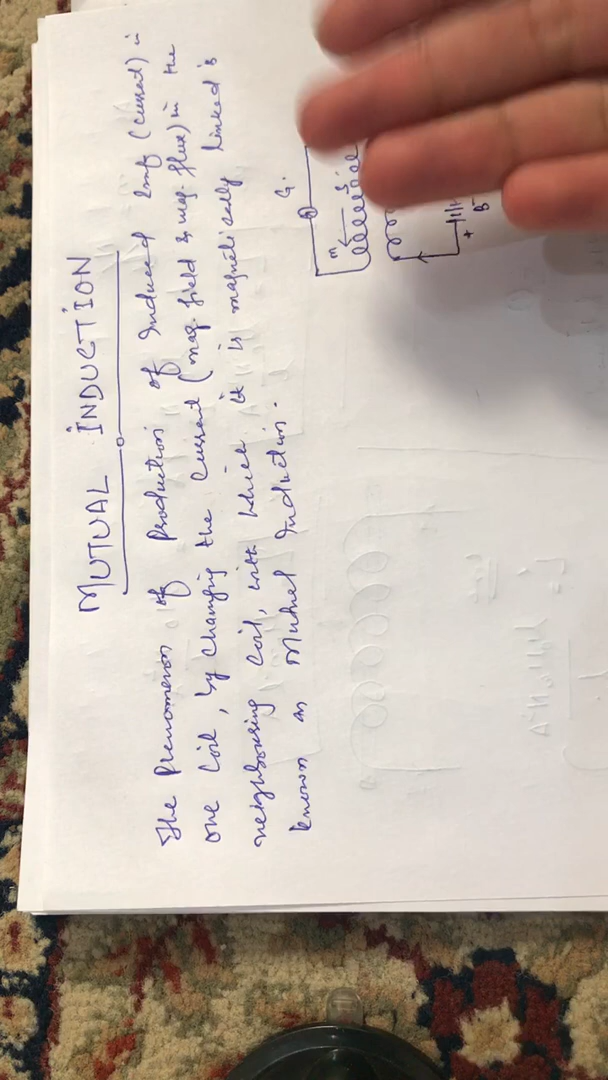 MUTUAL INDUCTION
The Phenomenon of Production of Induced Emf (current) in
one Coil, by changing the current (mag. field & mag. flux) in the
neighbouring coil, with which it is magnetically linked is
known as Mutual Induction.
G.
m S
+ B -